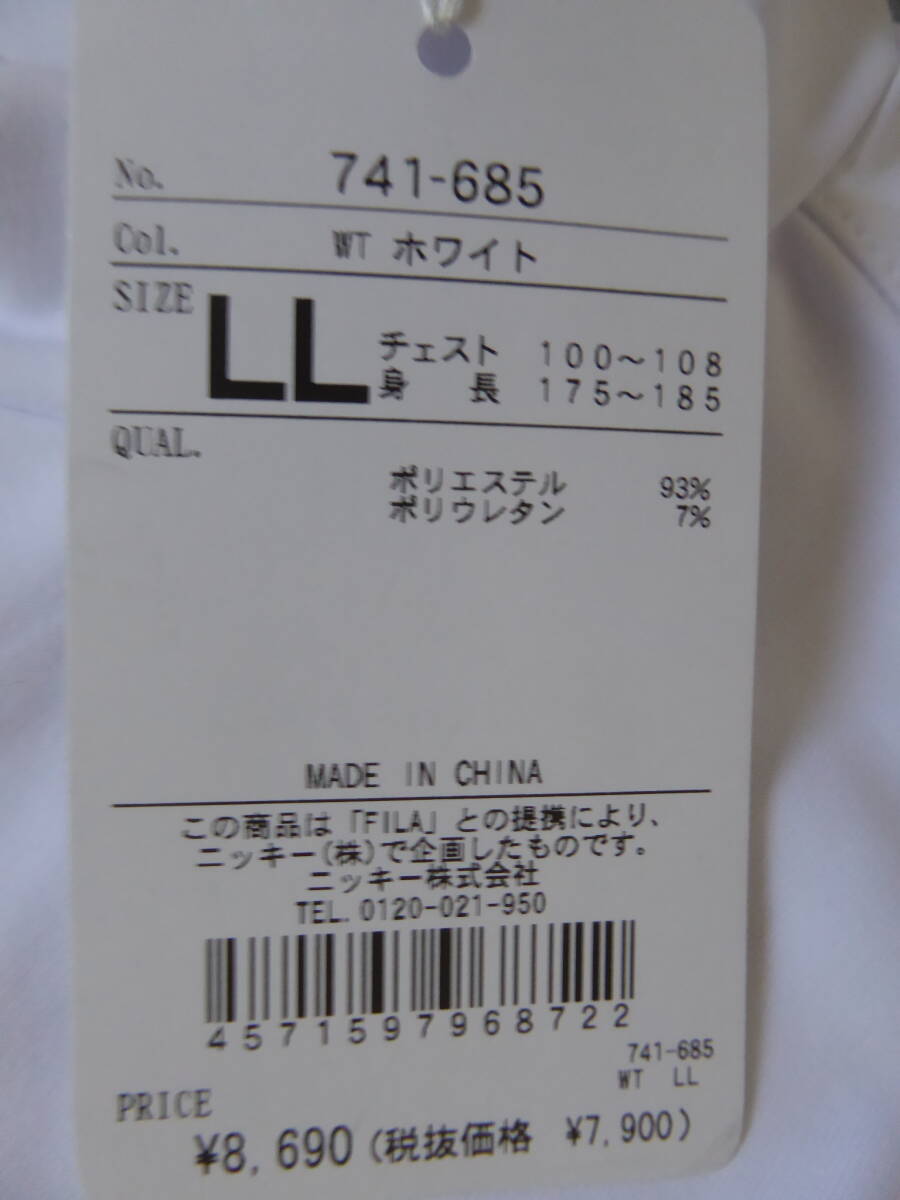 No. 741-685
Col. WT ホワイト
SIZE LL チェスト 100～108
身長 175～185
QUAL.
ポリエステル 93%
ポリウレタン 7%
MADE IN CHINA
この商品は「FILA」との提携により、
ニッキー(株)で企画したものです。
ニッキー株式会社
TEL. 0120-021-950
4571597968722
741-685
WT LL
PRICE
¥8,690 (税抜価格 ¥7,900)